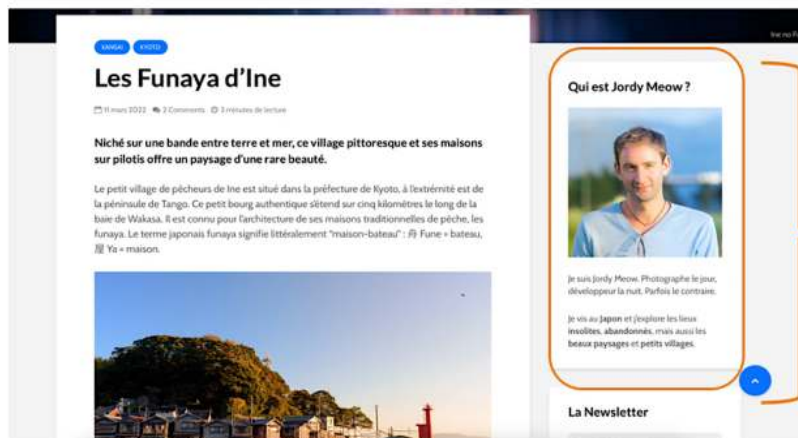 Ine no F
KANSAI KYOTO
Les Funaya d'Ine
11 mars 2022 2 Comments 3 minutes de lecture
Niché sur une bande entre terre et mer, ce village pittoresque et ses maisons
sur pilotis offre un paysage d'une rare beauté.
Le petit village de pêcheurs de Ine est situé dans la préfecture de Kyoto, à l'extrémité est de
la péninsule de Tango. Ce petit bourg authentique s'étend sur cinq kilomètres le long de la
baie de Wakasa. Il est connu pour l'architecture de ses maisons traditionnelles de pêche, les
funaya. Le terme japonais funaya signifie littéralement "maison-bateau" : 舟 Fune = bateau,
屋 Ya = maison.
Qui est Jordy Meow ?
Je suis Jordy Meow. Photographe le jour,
développeur la nuit. Parfois le contraire.
Je vis au Japon et j'explore les lieux
insolites, abandonnés, mais aussi les
beaux paysages et petits villages.
La Newsletter